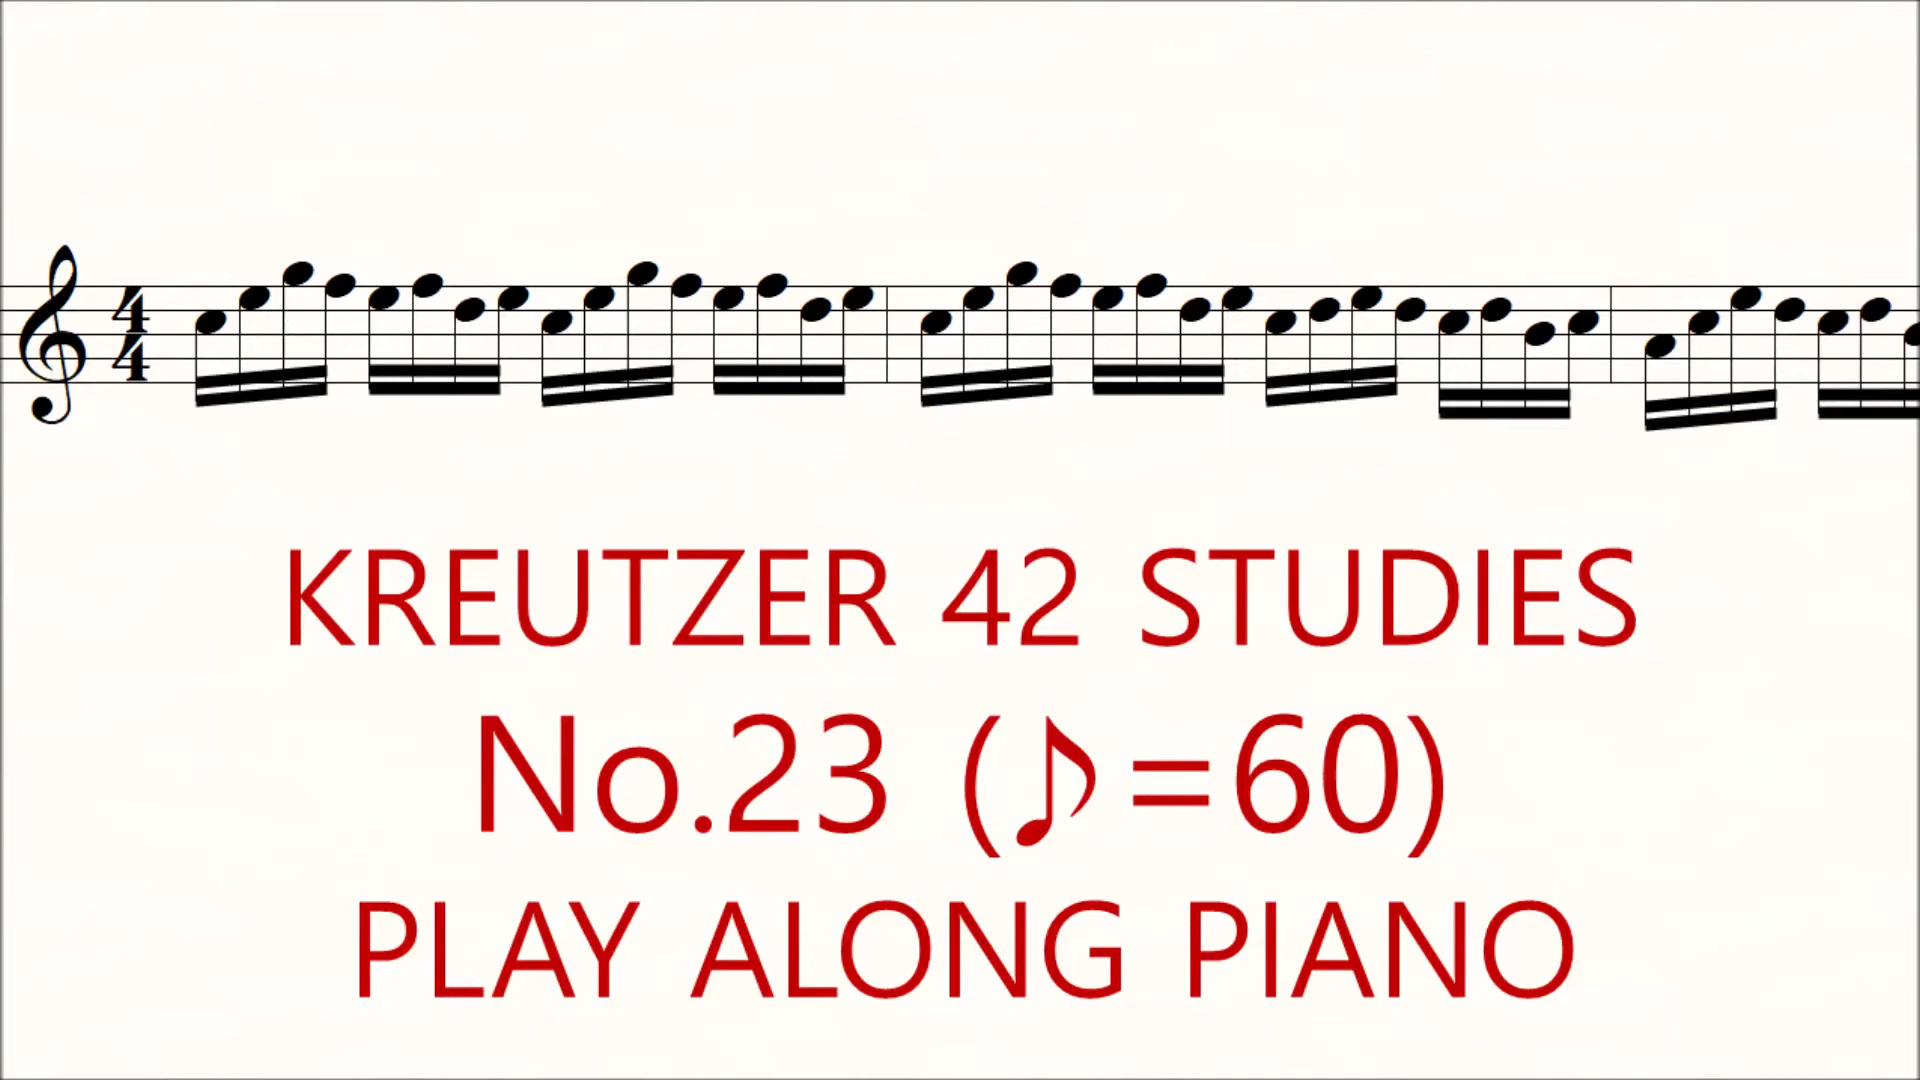 KREUTZER 42 STUDIES
No.23 (♪=60)
PLAY ALONG PIANO